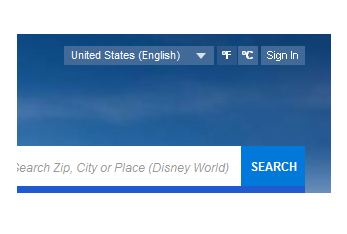 United States (English) °F °C Sign In
Search Zip, City or Place (Disney World) SEARCH